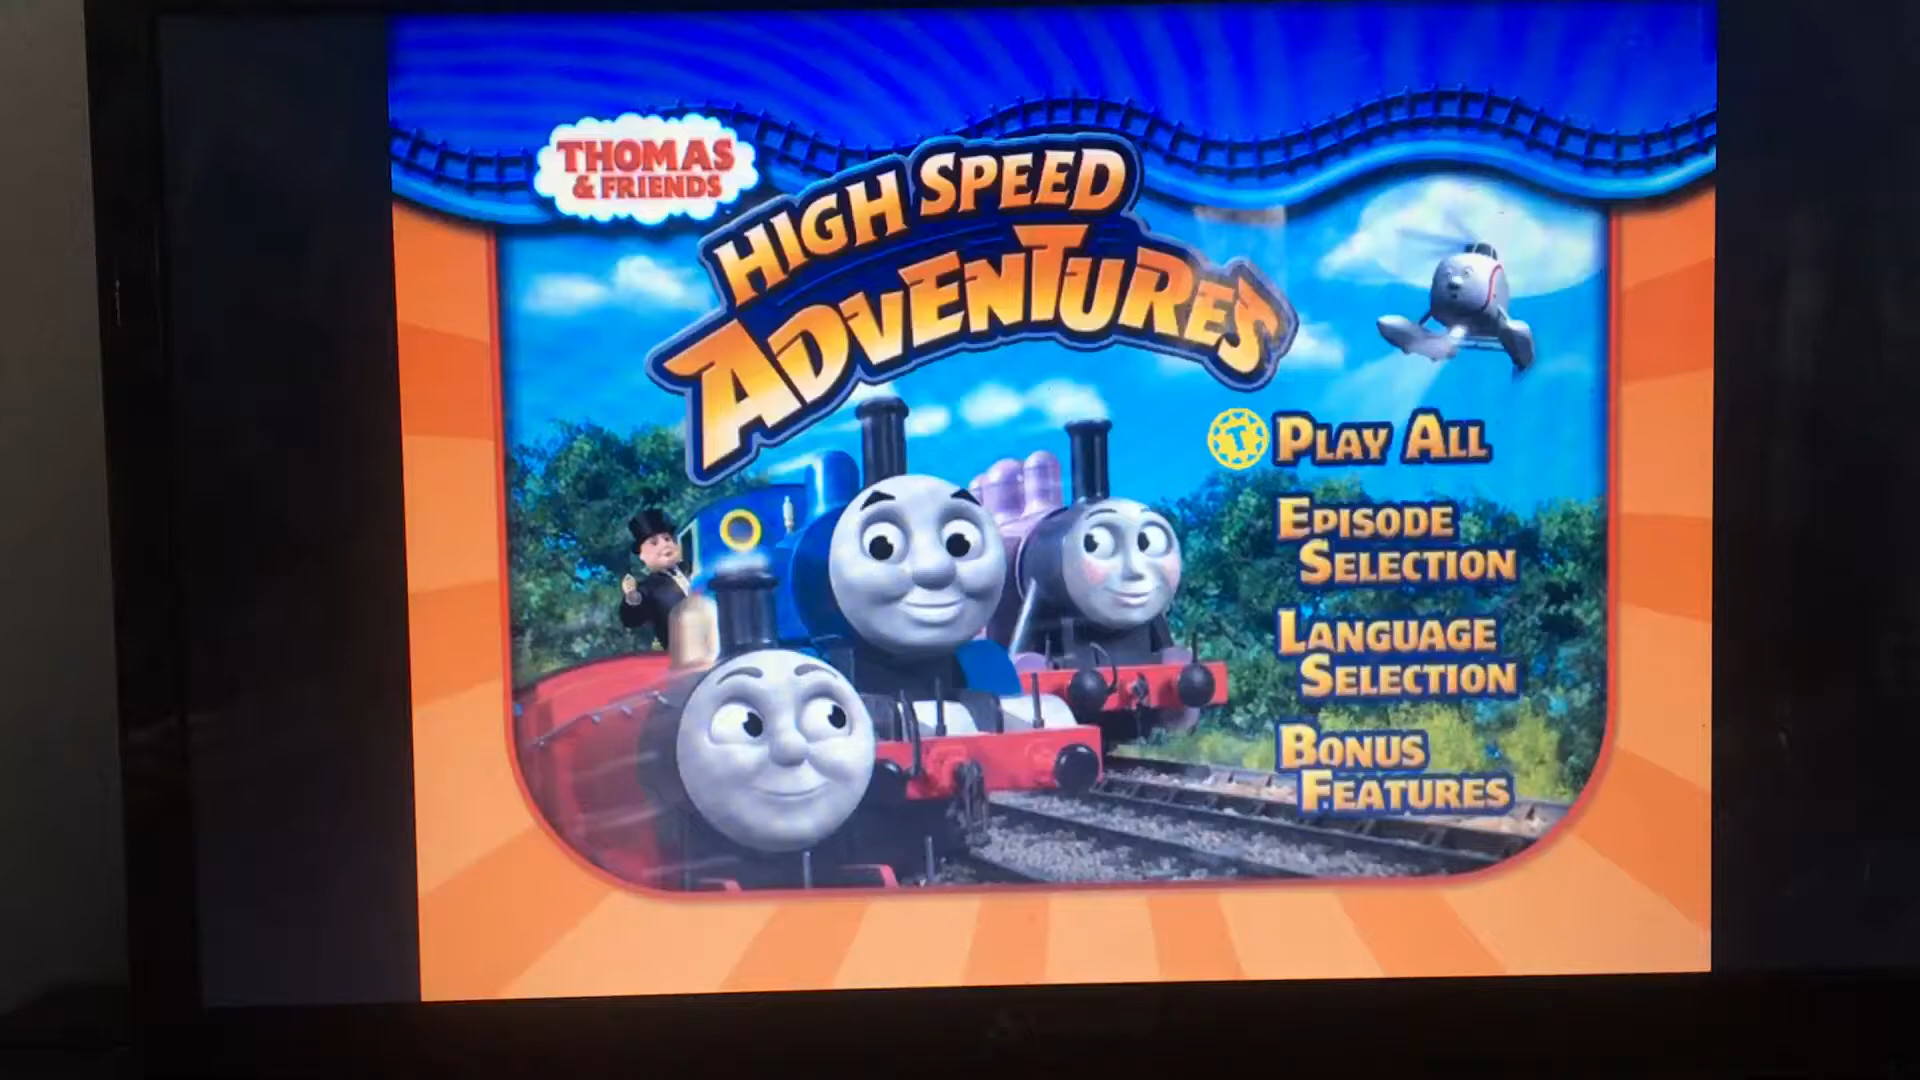 THOMAS
& FRIENDS
HIGH SPEED
ADVENTURES
T PLAY ALL
EPISODE
SELECTION
LANGUAGE
SELECTION
BONUS
FEATURES